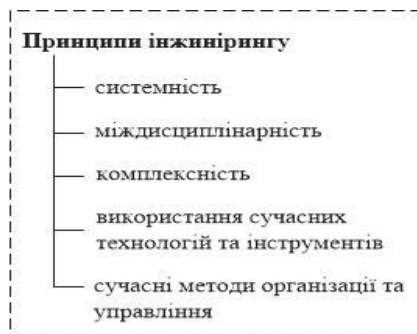 Принципи інжинірингу
системність
міждисциплінарність
комплексність
використання сучасних
технологій та інструментів
сучасні методи організації та
управління